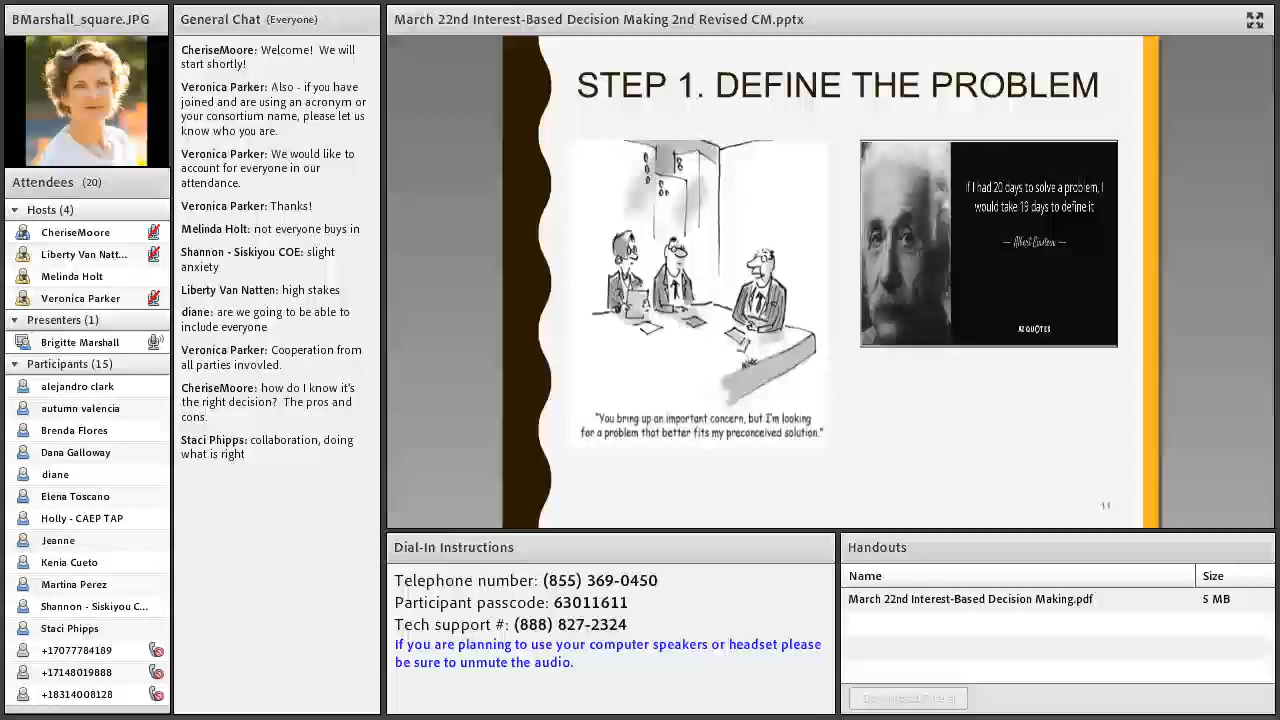 BMarshall_square.JPG
Attendees (20)
Hosts (4)
CheriseMoore
Liberty Van Natt...
Melinda Holt
Veronica Parker
Presenters (1)
Brigitte Marshall
Participants (15)
alejandro clark
autumn valencia
Brenda Flores
Dana Galloway
diane
Elena Toscano
Holly - CAEP TAP
Jeanne
Kenia Cueto
Martina Perez
Shannon - Siskiyou C...
Staci Phipps
+17077784189
+17148019888
+18314008128
General Chat (Everyone)
CheriseMoore: Welcome! We will
start shortly!
Veronica Parker: Also - if you have
joined and are using an acronym or
your consortium name, please let us
know who you are.
Veronica Parker: We would like to
account for everyone in our
attendance.
Veronica Parker: Thanks!
Melinda Holt: not everyone buys in
Shannon - Siskiyou COE: slight
anxiety
Liberty Van Natten: high stakes
diane: are we going to be able to
include everyone
Veronica Parker: Cooperation from
all parties invovled.
CheriseMoore: how do I know it's
the right decision? The pros and
cons.
Staci Phipps: collaboration, doing
what is right
March 22nd Interest-Based Decision Making 2nd Revised CM.pptx
STEP 1. DEFINE THE PROBLEM
"You bring up an important concern, but I'm looking
for a problem that better fits my preconceived solution."
If I had 20 days to solve a problem, I
would take 19 days to define it
— Albert Einstein —
AZ QUOTES
11
Dial-In Instructions
Telephone number: (855) 369-0450
Participant passcode: 63011611
Tech support #: (888) 827-2324
If you are planning to use your computer speakers or headset please
be sure to unmute the audio.
Handouts
Name Size
March 22nd Interest-Based Decision Making.pdf 5 MB